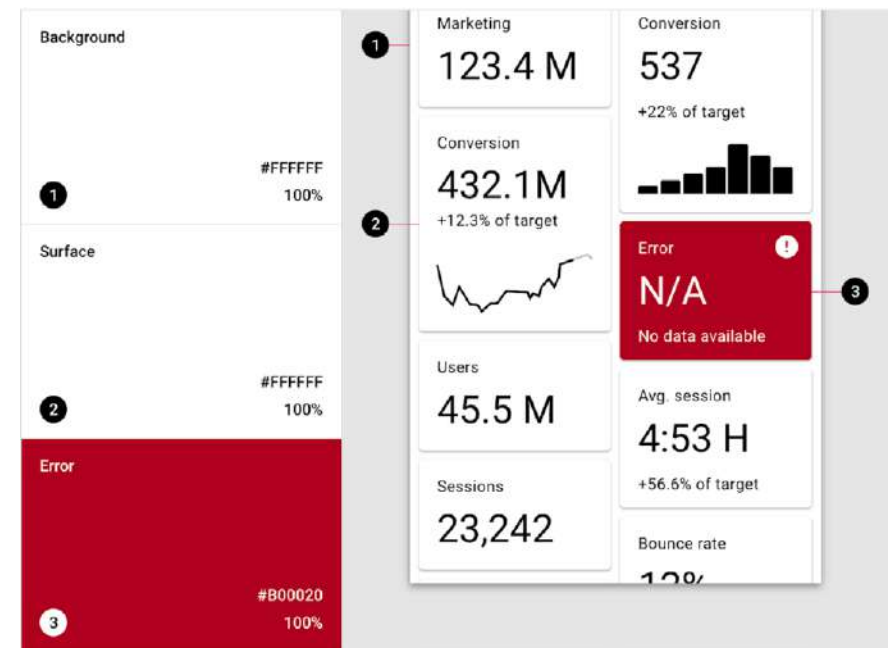 Background
#FFFFFF
1
100%
Surface
#FFFFFF
2
100%
Error
#B00020
3
100%
1
Marketing
123.4 M
Conversion
432.1M
2
+12.3% of target
Users
45.5 M
Sessions
23,242
Conversion
537
+22% of target
Error
!
N/A
3
No data available
Avg. session
4:53 H
+56.6% of target
Bounce rate
12%